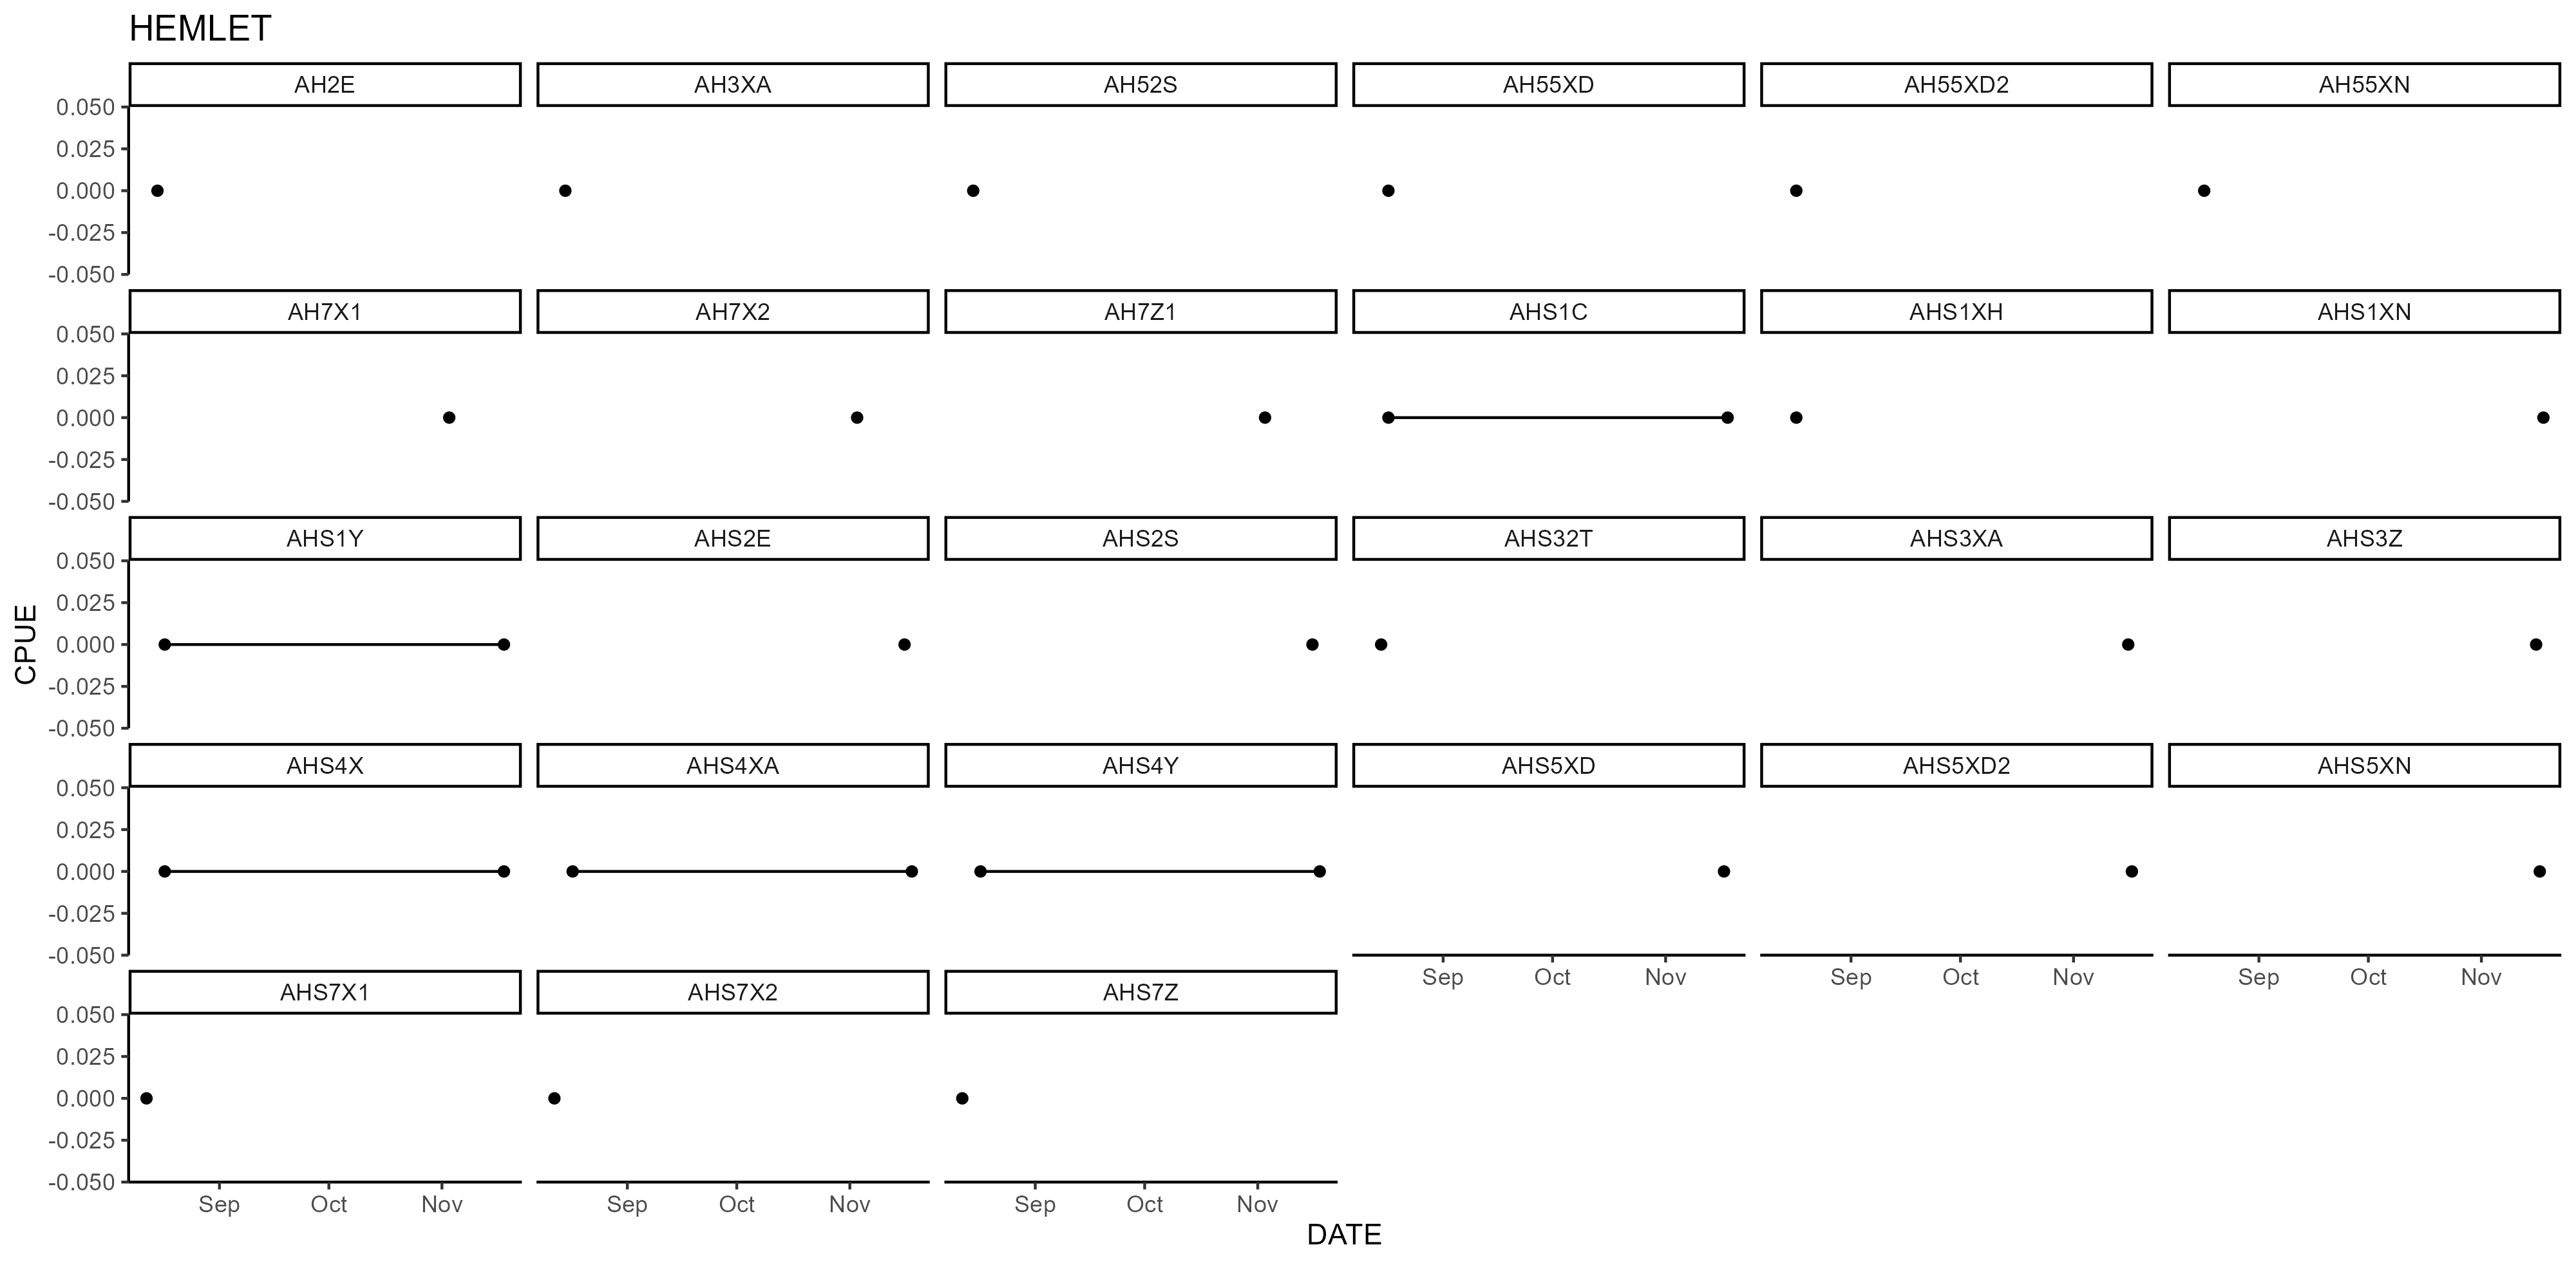 HEMLET
AH2E AH3XA AH52S AH55XD AH55XD2 AH55XN
0.050
0.025
0.000
-0.025
-0.050
AH7X1 AH7X2 AH7Z1 AHS1C AHS1XH AHS1XN
0.050
0.025
0.000
-0.025
-0.050
AHS1Y AHS2E AHS2S AHS32T AHS3XA AHS3Z
0.050
0.025
0.000
-0.025
-0.050
CPUE
AHS4X AHS4XA AHS4Y AHS5XD AHS5XD2 AHS5XN
0.050
0.025
0.000
-0.025
-0.050
Sep Oct Nov Sep Oct Nov Sep Oct Nov
AHS7X1 AHS7X2 AHS7Z
0.050
0.025
0.000
-0.025
-0.050
Sep Oct Nov Sep Oct Nov Sep Oct Nov
DATE